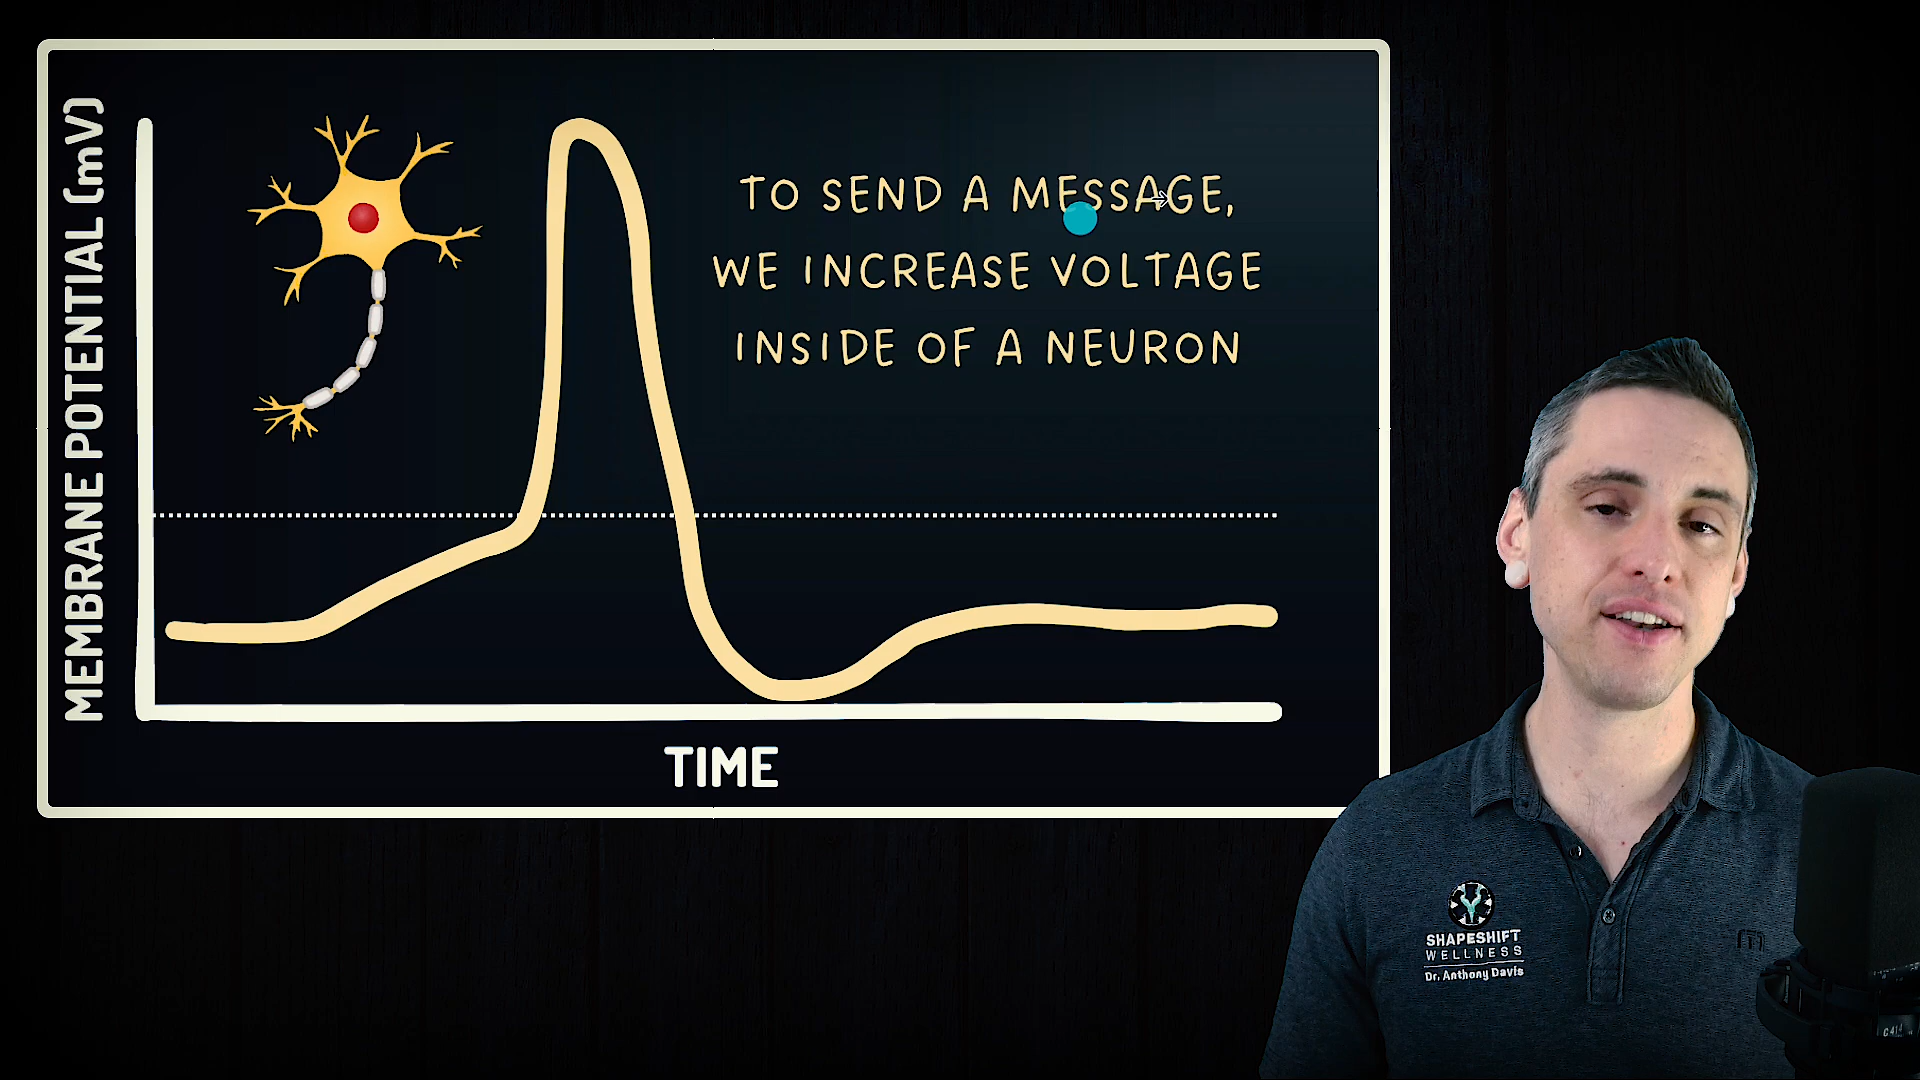 MEMBRANE POTENTIAL (mV)
TO SEND A MESSAGE,
WE INCREASE VOLTAGE
INSIDE OF A NEURON
TIME
SHAPESHIFT
WELLNESS
Dr. Anthony Davis